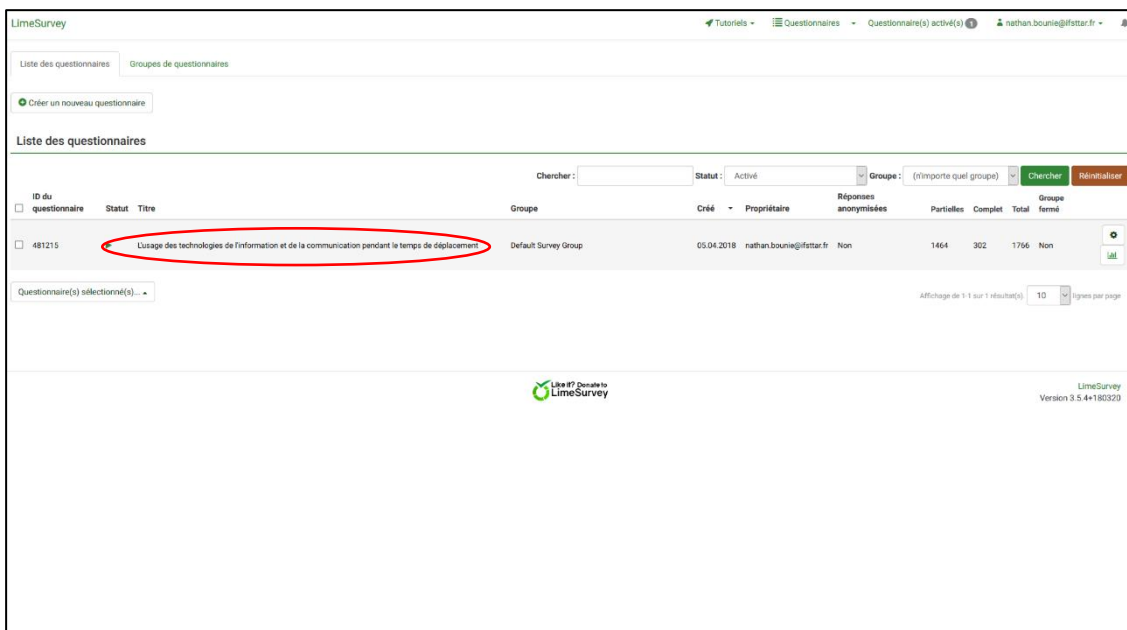 LimeSurvey Tutoriels Questionnaires Questionnaire(s) activé(s) 1 nathan.bounie@ifsttar.fr
Liste des questionnaires Groupes de questionnaires
Créer un nouveau questionnaire
Liste des questionnaires
Chercher : Statut : Activé Groupe : (n'importe quel groupe) Chercher Réinitialiser
ID du questionnaire Statut Titre Groupe Créé Propriétaire Réponses anonymisées Partielles Complet Total Groupe fermé
481215 L'usage des technologies de l'information et de la communication pendant le temps de déplacement Default Survey Group 05.04.2018 nathan.bounie@ifsttar.fr Non 1464 302 1766 Non
Questionnaire(s) sélectionné(s)... Affichage de 1-1 sur 1 résultat(s) 10 lignes par page
Like it? Donate to
LimeSurvey
LimeSurvey
Version 3.5.4+180320